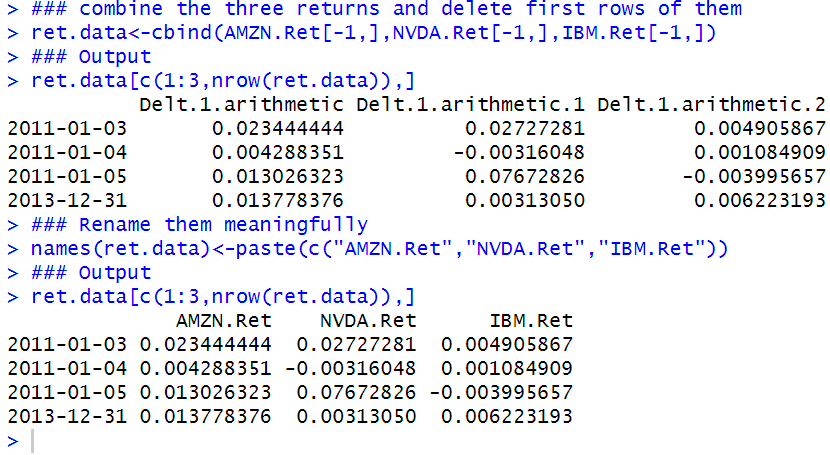 > ### combine the three returns and delete first rows of them
> ret.data<-cbind(AMZN.Ret[-1,],NVDA.Ret[-1,],IBM.Ret[-1,])
> ### Output
> ret.data[c(1:3,nrow(ret.data)),]
           Delt.1.arithmetic Delt.1.arithmetic.1 Delt.1.arithmetic.2
2011-01-03       0.023444444          0.02727281         0.004905867
2011-01-04       0.004288351         -0.00316048         0.001084909
2011-01-05       0.013026323          0.07672826        -0.003995657
2013-12-31       0.013778376          0.00313050         0.006223193
> ### Rename them meaningfully
> names(ret.data)<-paste(c("AMZN.Ret","NVDA.Ret","IBM.Ret"))
> ### Output
> ret.data[c(1:3,nrow(ret.data)),]
              AMZN.Ret    NVDA.Ret      IBM.Ret
2011-01-03 0.023444444  0.02727281  0.004905867
2011-01-04 0.004288351 -0.00316048  0.001084909
2011-01-05 0.013026323  0.07672826 -0.003995657
2013-12-31 0.013778376  0.00313050  0.006223193
>